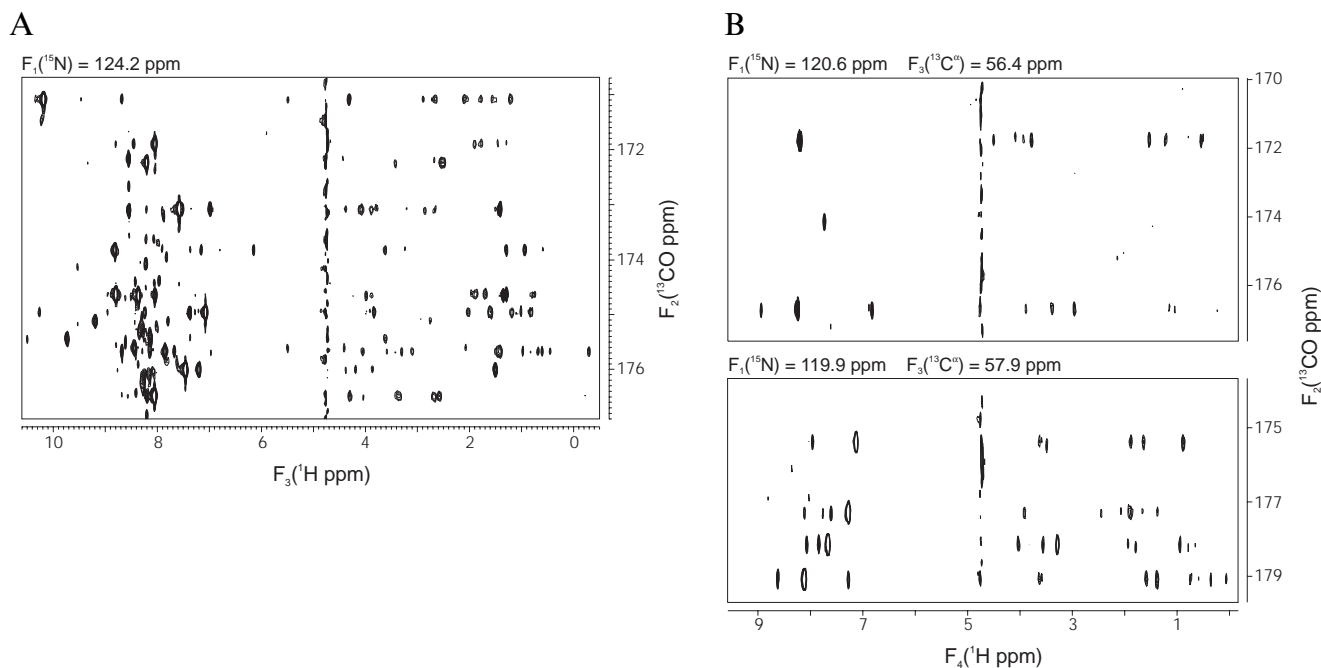 A
F₁(¹⁵N) = 124.2 ppm
172
174
176
F₂(¹³CO ppm)
10 8 6 4 2 0
F₃(¹H ppm)
B
F₁(¹⁵N) = 120.6 ppm F₃(¹³Cᵅ) = 56.4 ppm
170
172
174
176
F₁(¹⁵N) = 119.9 ppm F₃(¹³Cᵅ) = 57.9 ppm
175
177
179
F₂(¹³CO ppm)
9 7 5 3 1
F₄(¹H ppm)